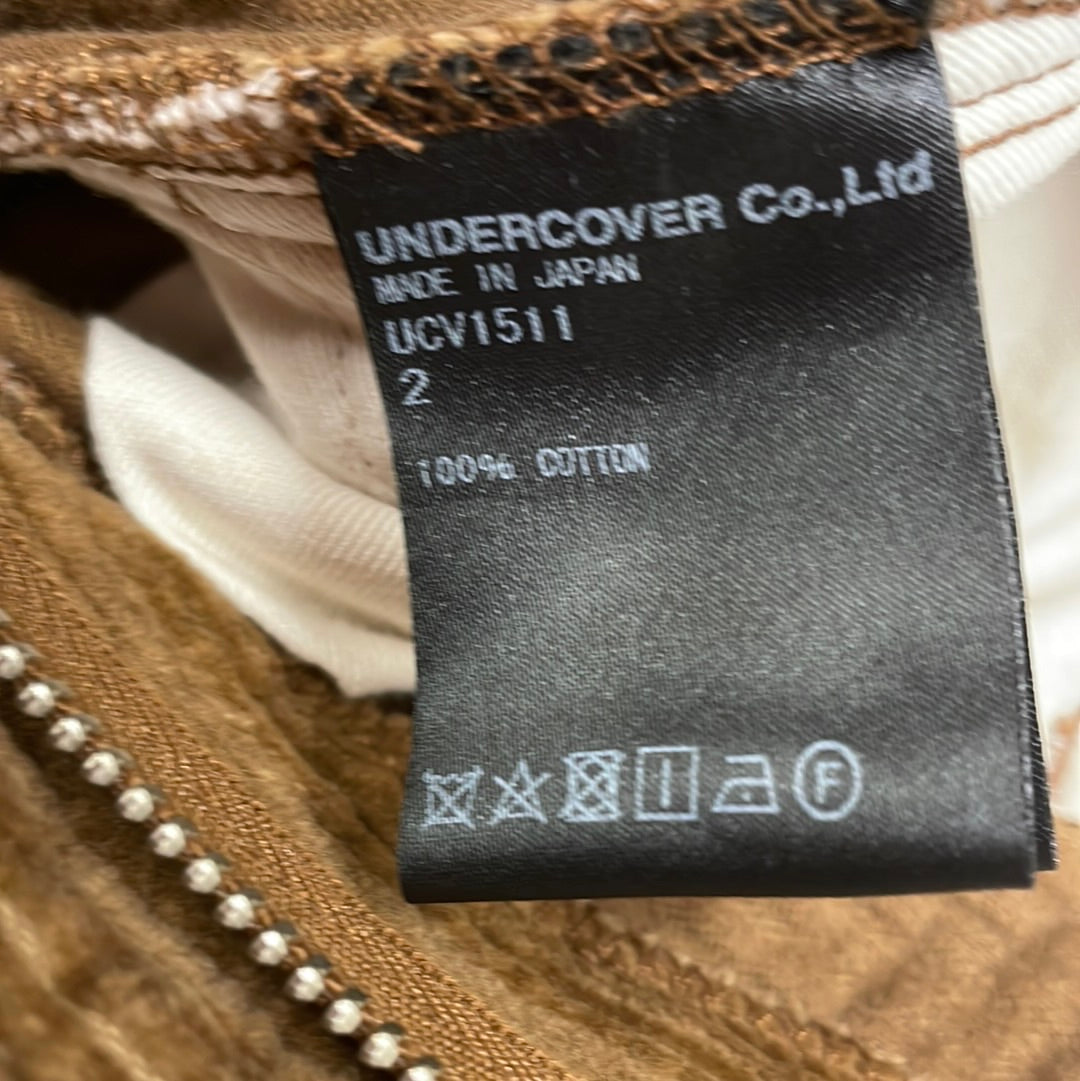 UNDERCOVER Co.,Ltd
MADE IN JAPAN
UCV1511
2
100% COTTON
F